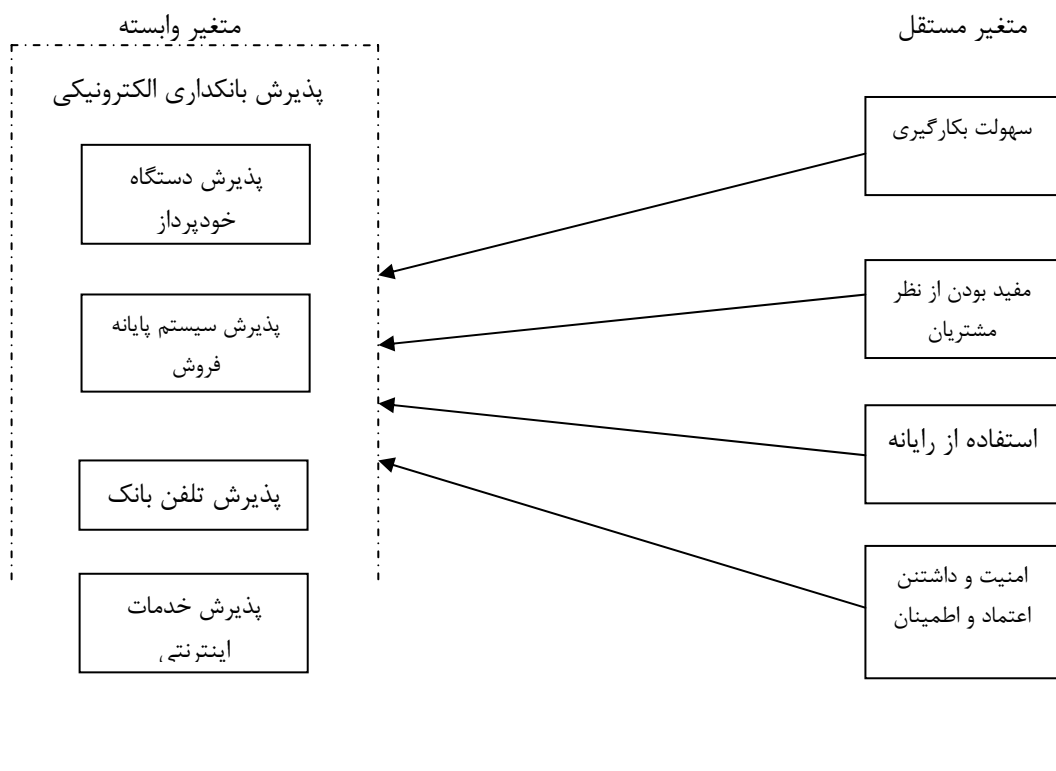 متغیر مستقل
متغیر وابسته
پذیرش بانکداری الکترونیکی
سهولت بکارگیری
مفید بودن از نظر
مشتریان
استفاده از رایانه
امنیت و داشتنن
اعتماد و اطمینان
پذیرش دستگاه
خودپرداز
پذیرش سیستم پایانه
فروش
پذیرش تلفن بانک
پذیرش خدمات
اینترنتی